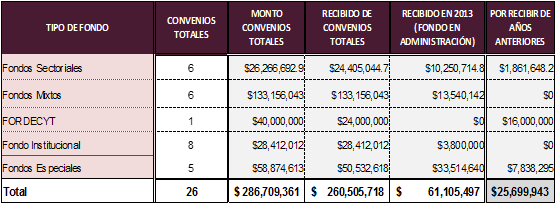 TIPO DE FONDO | CONVENIOS TOTALES | MONTO CONVENIOS TOTALES | RECIBIDO DE CONVENIOS TOTALES | RECIBIDO EN 2013 (FONDO EN ADMINISTRACIÓN) | POR RECIBIR DE AÑOS ANTERIORES
Fondos Sectoriales | 6 | $26,266,692.9 | $24,405,044.7 | $10,250,714.8 | $1,861,648.2
Fondos Mixtos | 6 | $133,156,043 | $133,156,043 | $13,540,142 | $0
FORDECYT | 1 | $40,000,000 | $24,000,000 | $0 | $16,000,000
Fondo Institucional | 8 | $28,412,012 | $28,412,012 | $3,800,000 | $0
Fondos Especiales | 5 | $58,874,613 | $50,532,618 | $33,514,640 | $7,838,295
Total | 26 | $ 286,709,361 | $ 260,505,718 | $ 61,105,497 | $25,699,943